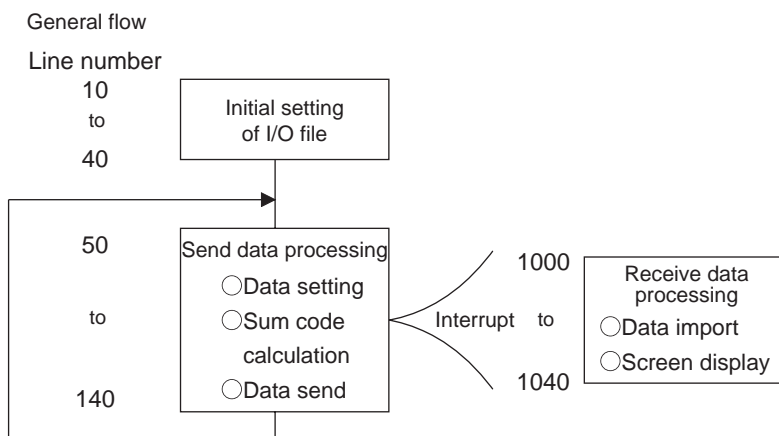 General flow
Line number
10
to
40
Initial setting
of I/O file
50
to
140
Send data processing
○Data setting
○Sum code
calculation
○Data send
Interrupt
1000
to
1040
Receive data
processing
○Data import
○Screen display